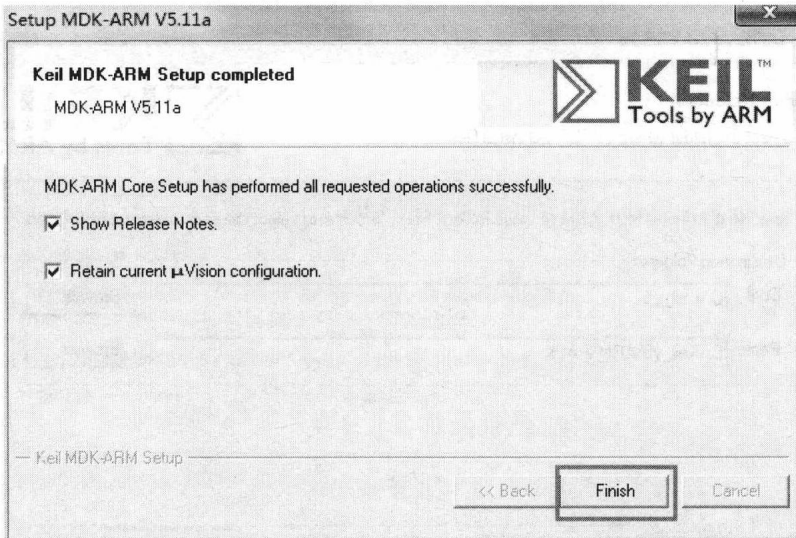 Setup MDK-ARM V5.11a
Keil MDK-ARM Setup completed
MDK-ARM V5.11a
KEIL™
Tools by ARM
MDK-ARM Core Setup has performed all requested operations successfully.
Show Release Notes.
Retain current µVision configuration.
Keil MDK-ARM Setup
<< Back
Finish
Cancel